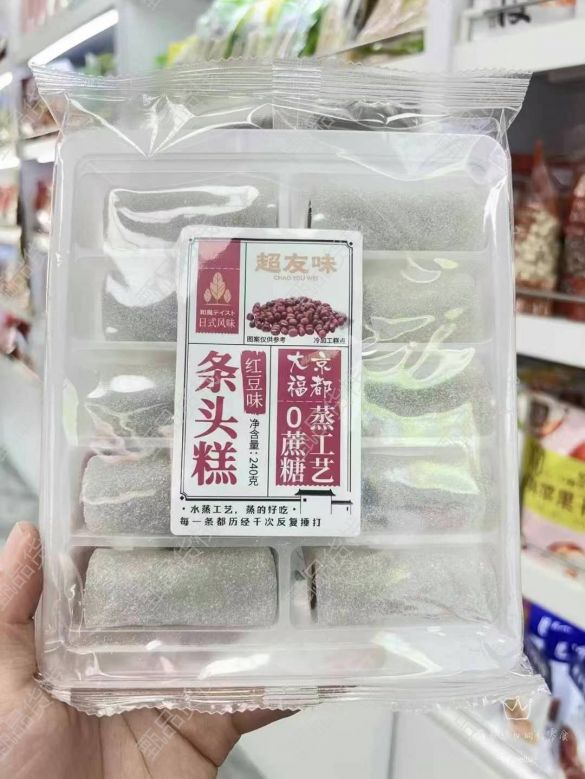 超友味
CHAO YOU WEI
和風テイスト
日式风味
图案仅供参考
冷加工糕点
条头糕
红豆味
净含量：240克
京都
大福
蒸工艺
0蔗糖
·水蒸工艺，蒸的好吃·
每一条都历经千次反复捶打